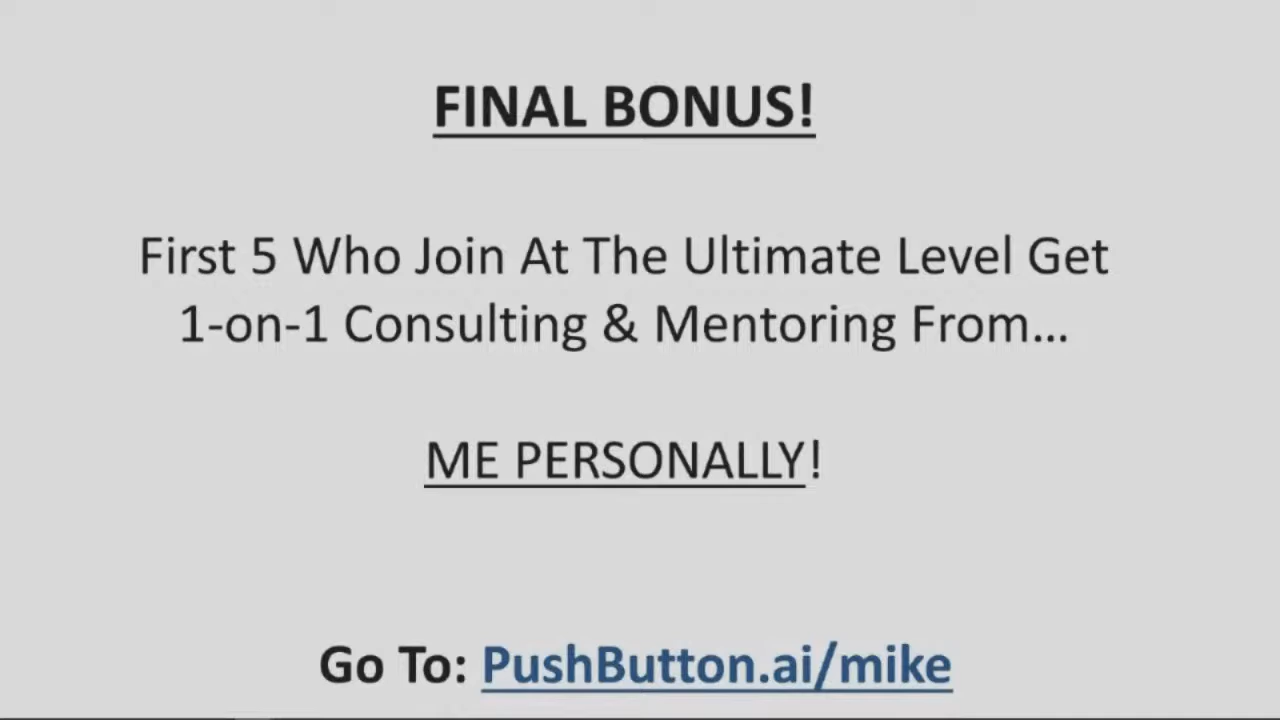 FINAL BONUS!
First 5 Who Join At The Ultimate Level Get
1-on-1 Consulting & Mentoring From...
ME PERSONALLY!
Go To: PushButton.ai/mike